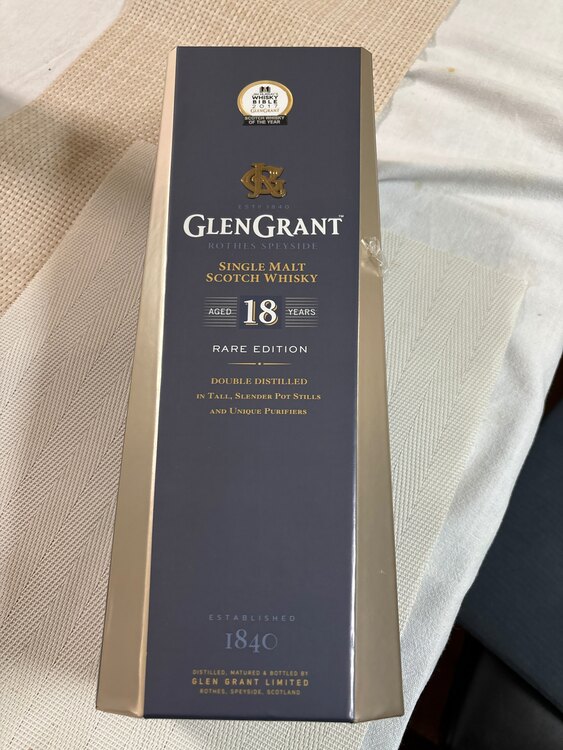 WHISKY
BIBLE
2017
GLENGRANT
SCOTCH WHISKY
OF THE YEAR
ESTD 1840
GLENGRANT™
ROTHES SPEYSIDE
SINGLE MALT
SCOTCH WHISKY
AGED 18 YEARS
RARE EDITION
DOUBLE DISTILLED
IN TALL, SLENDER POT STILLS
AND UNIQUE PURIFIERS
ESTABLISHED
1840
DISTILLED, MATURED & BOTTLED BY
GLEN GRANT LIMITED
ROTHES, SPEYSIDE, SCOTLAND